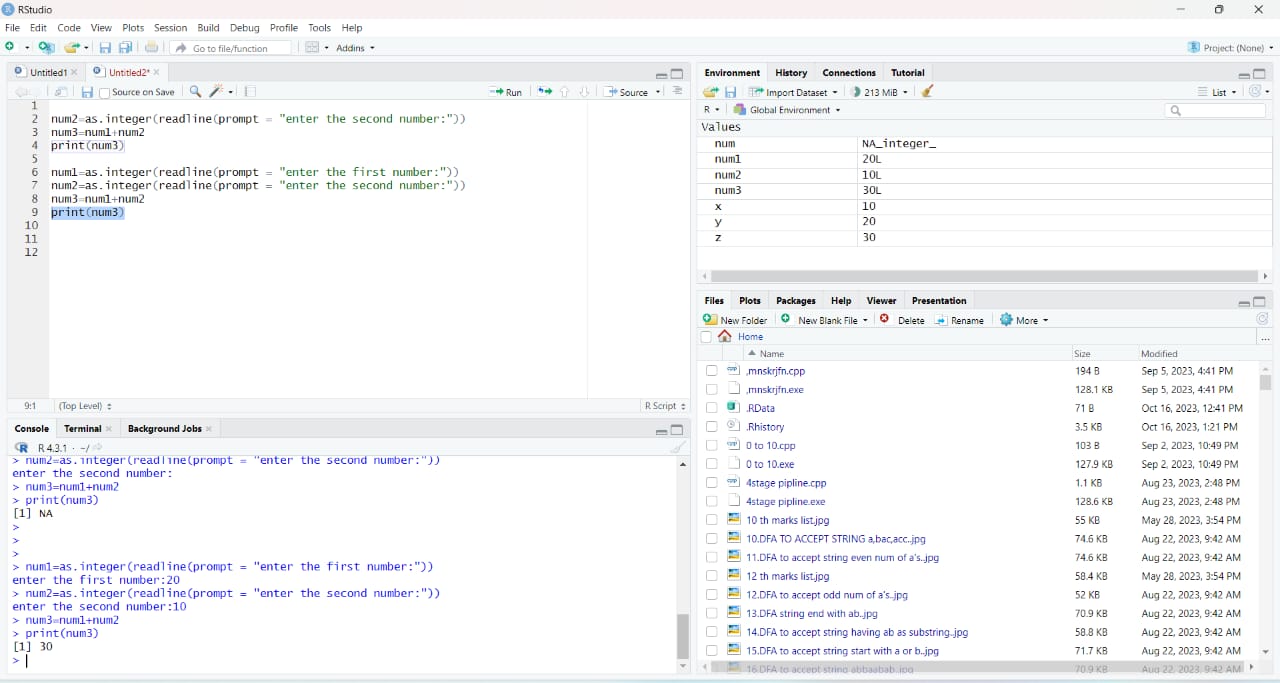 RStudio
File Edit Code View Plots Session Build Debug Profile Tools Help
Go to file/function Addins Project: (None)
Untitled1 Untitled2*
Source on Save Run Source
1
2 num2=as.integer(readline(prompt = "enter the second number:"))
3 num3=num1+num2
4 print(num3)
5
6 num1=as.integer(readline(prompt = "enter the first number:"))
7 num2=as.integer(readline(prompt = "enter the second number:"))
8 num3=num1+num2
9 print(num3)
10
11
12
9:1 (Top Level) R Script
Console Terminal Background Jobs
R 4.3.1 · ~/
> num2=as.integer(readline(prompt = "enter the second number:"))
enter the second number:
> num3=num1+num2
> print(num3)
[1] NA
>
>
>
> num1=as.integer(readline(prompt = "enter the first number:"))
enter the first number:20
> num2=as.integer(readline(prompt = "enter the second number:"))
enter the second number:10
> num3=num1+num2
> print(num3)
[1] 30
>
Environment History Connections Tutorial
Import Dataset 213 MiB List
R Global Environment
Values
num NA_integer_
num1 20L
num2 10L
num3 30L
x 10
y 20
z 30
Files Plots Packages Help Viewer Presentation
New Folder New Blank File Delete Rename More
Home ...
Name Size Modified
,mnskrjfn.cpp 194 B Sep 5, 2023, 4:41 PM
,mnskrjfn.exe 128.1 KB Sep 5, 2023, 4:41 PM
.RData 71 B Oct 16, 2023, 12:41 PM
.Rhistory 3.5 KB Oct 16, 2023, 1:21 PM
0 to 10.cpp 103 B Sep 2, 2023, 10:49 PM
0 to 10.exe 127.9 KB Sep 2, 2023, 10:49 PM
4stage pipline.cpp 1.1 KB Aug 23, 2023, 2:48 PM
4stage pipline.exe 128.6 KB Aug 23, 2023, 2:48 PM
10 th marks list.jpg 55 KB May 28, 2023, 3:54 PM
10.DFA TO ACCEPT STRING a,bac,acc..jpg 74.6 KB Aug 22, 2023, 9:42 AM
11.DFA to accept string even num of a's..jpg 74.6 KB Aug 22, 2023, 9:42 AM
12 th marks list.jpg 58.4 KB May 28, 2023, 3:54 PM
12.DFA to accept odd num of a's..jpg 52 KB Aug 22, 2023, 9:42 AM
13.DFA string end with ab..jpg 70.9 KB Aug 22, 2023, 9:42 AM
14.DFA to accept string having ab as substring..jpg 58.8 KB Aug 22, 2023, 9:42 AM
15.DFA to accept string start with a or b..jpg 71.7 KB Aug 22, 2023, 9:42 AM
16.DFA to accept string abbaabab..jpg 70.9 KB Aug 22, 2023, 9:42 AM